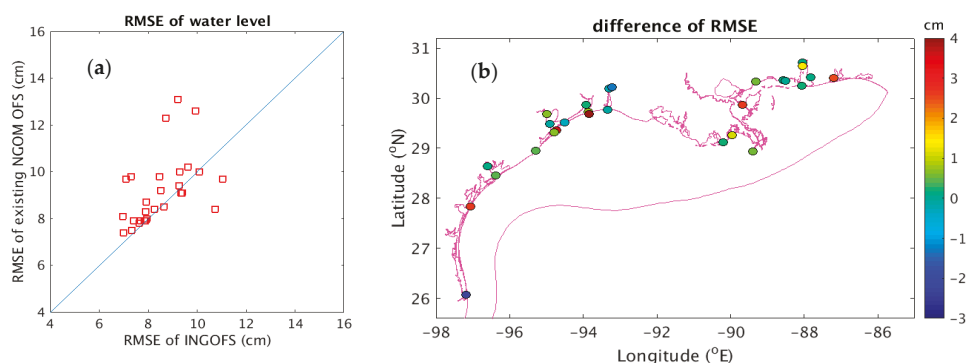 RMSE of water level
(a)
RMSE of existing NGOM OFS (cm)
16
14
12
10
8
6
4
4 6 8 10 12 14 16
RMSE of INGOFS (cm)
difference of RMSE
(b)
Latitude (°N)
31
30
29
28
27
26
−98 −96 −94 −92 −90 −88 −86
Longitude (°E)
cm
4
3
2
1
0
−1
−2
−3